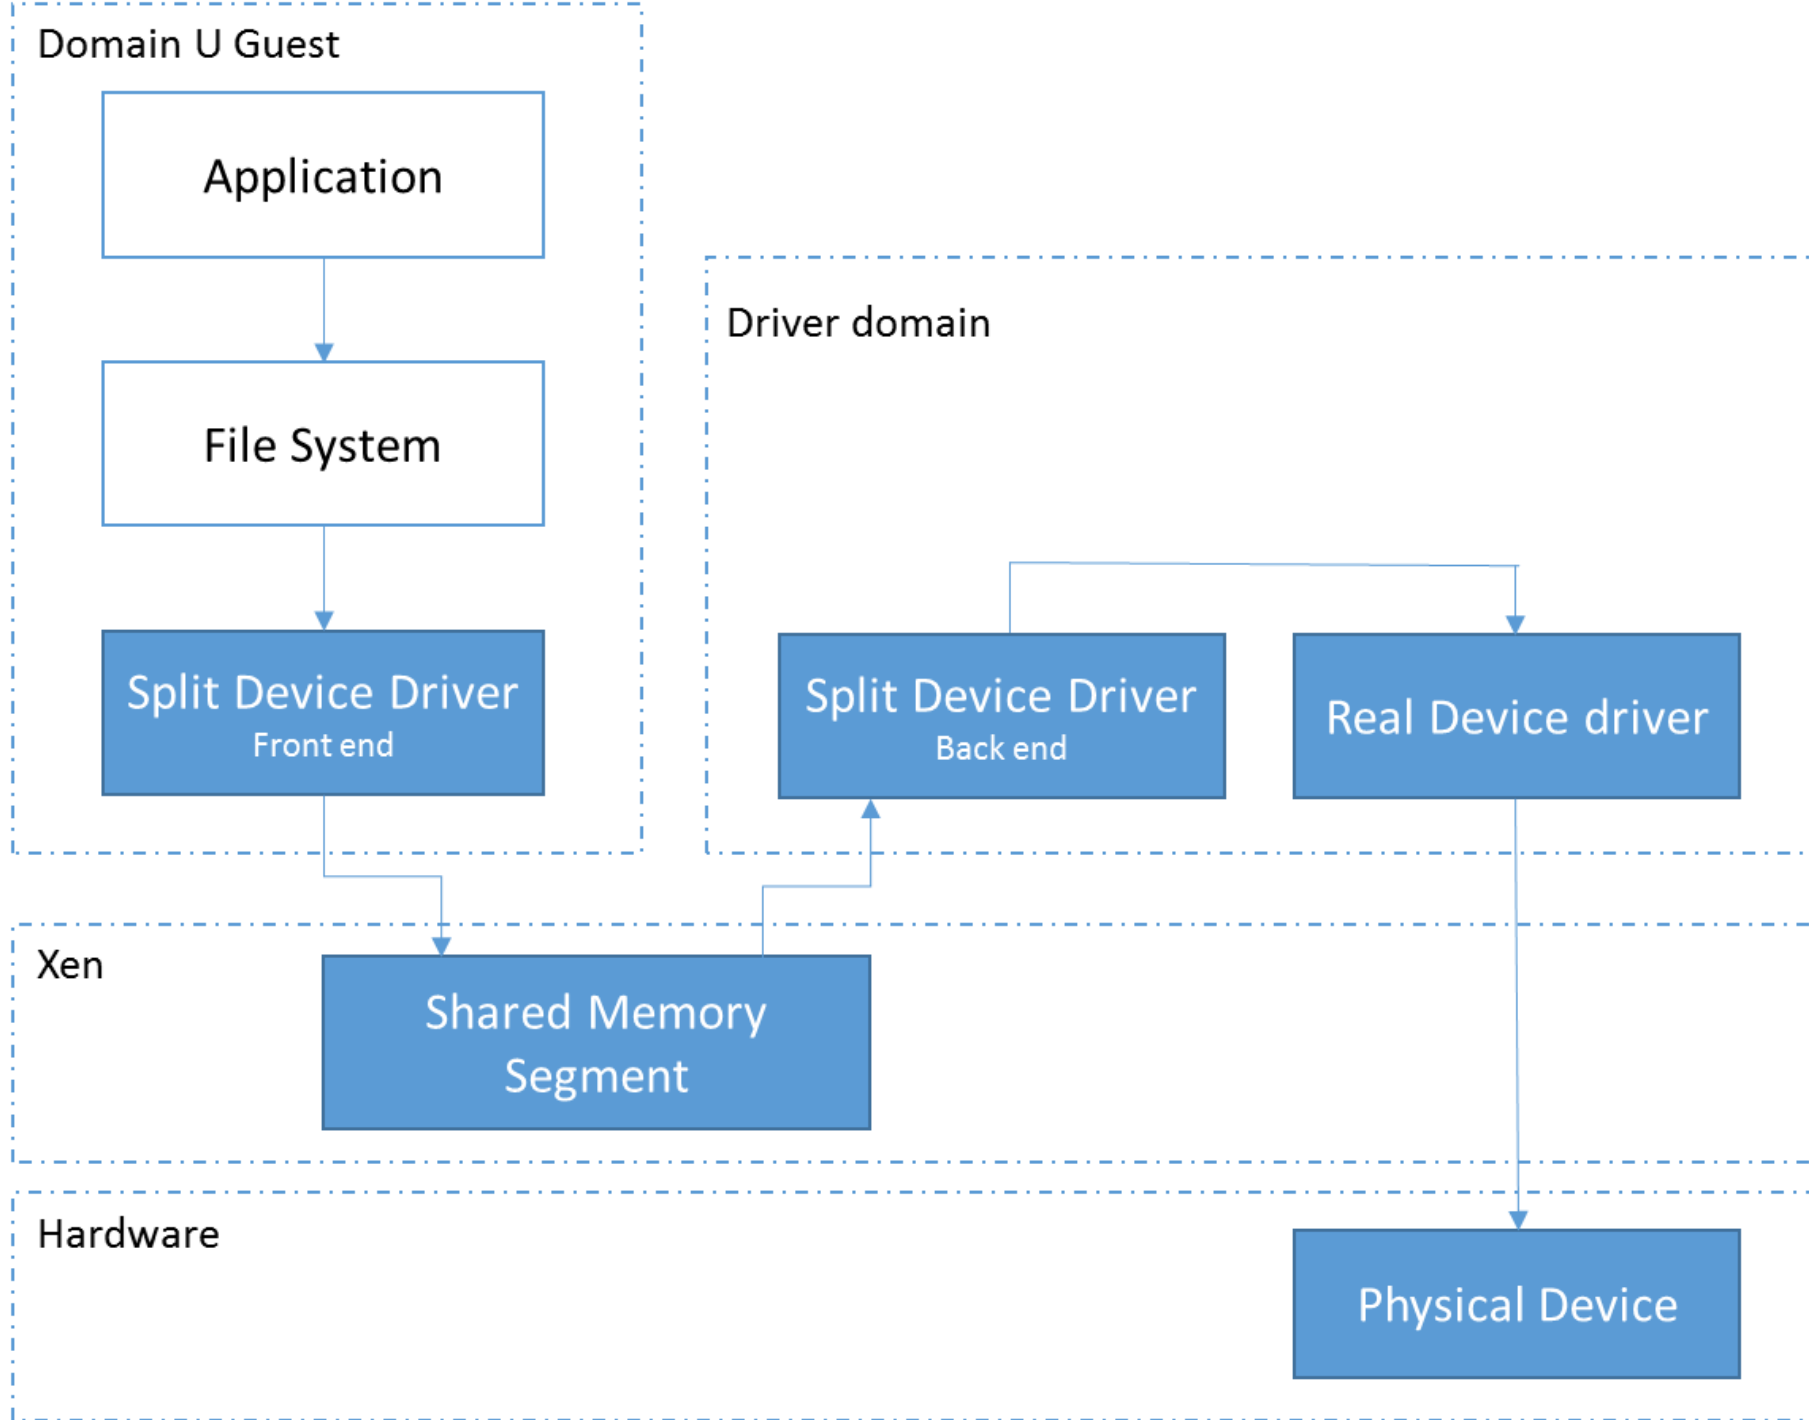 Domain U Guest
Application
File System
Split Device Driver
Front end
Driver domain
Split Device Driver
Back end
Real Device driver
Xen
Shared Memory
Segment
Hardware
Physical Device